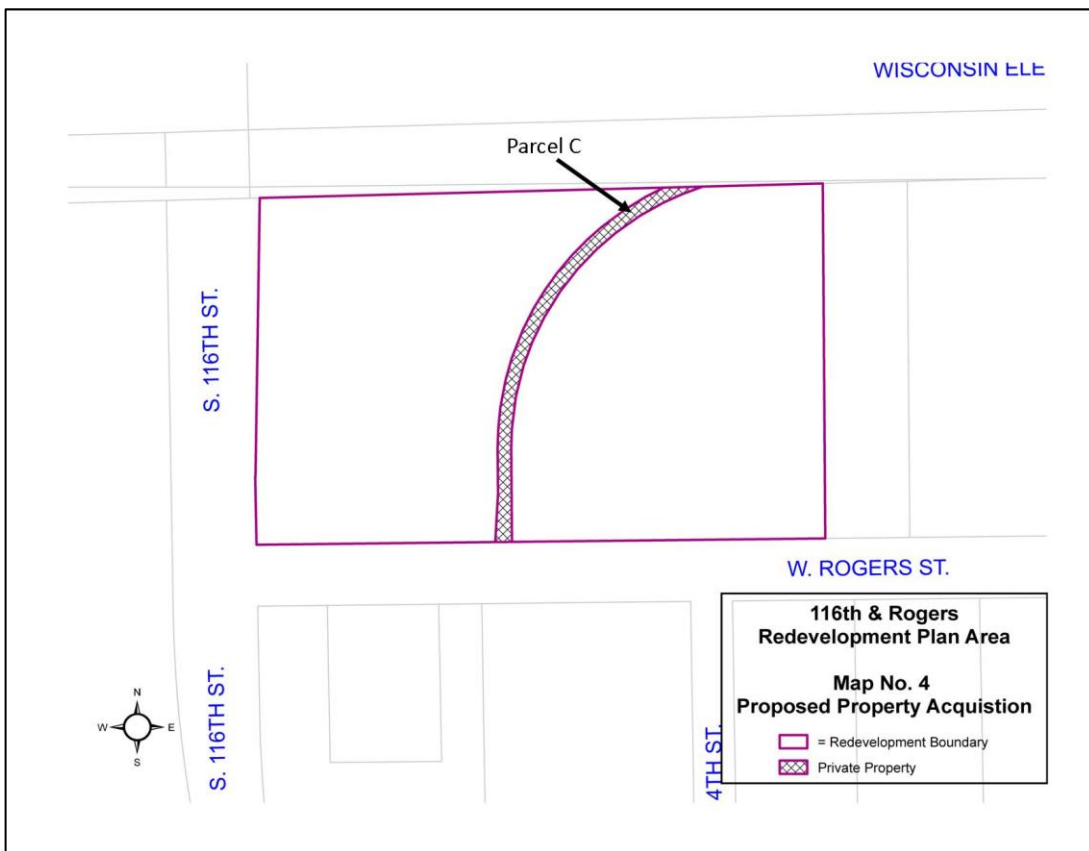 WISCONSIN ELE
Parcel C
S. 116TH ST.
W. ROGERS ST.
S. 116TH ST.
4TH ST.
N
W
E
S
116th & Rogers
Redevelopment Plan Area
Map No. 4
Proposed Property Acquistion
= Redevelopment Boundary
Private Property